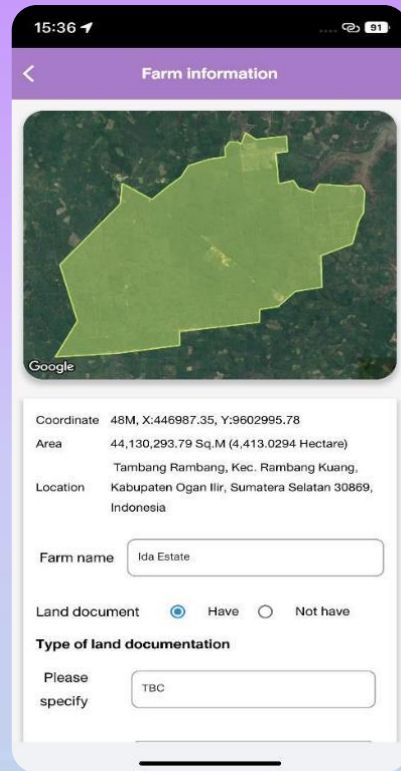 15:36
91
Farm information
Google
Coordinate 48M, X:446987.35, Y:9602995.78
Area 44,130,293.79 Sq.M (4,413.0294 Hectare)
Location Tambang Rambang, Kec. Rambang Kuang,
Kabupaten Ogan Ilir, Sumatera Selatan 30869,
Indonesia
Farm name Ida Estate
Land document Have Not have
Type of land documentation
Please
specify
TBC